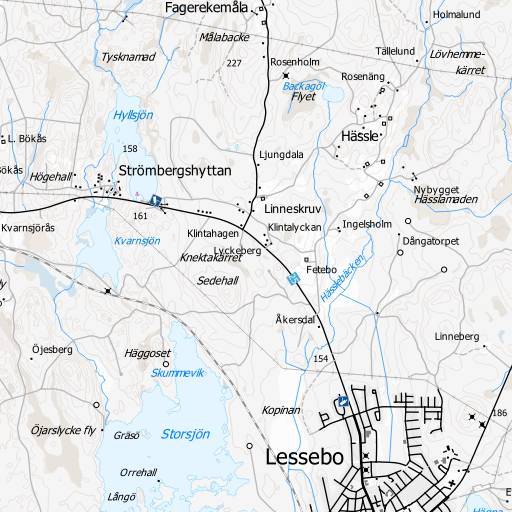 Fagerekemåla
Holmalund
Målabacke
Tysknamad
Tällelund
Lövhemme-
kärret
227
Rosenholm
Rosenäng
Backagöl
Flyet
Hyllsjön
Hässle
L. Bökås
158
Ljungdala
Bökås
Högehall
Strömbergshyttan
Nybygget
Hässlamaden
Linneskruv
161
Kvarnsjörås
Klintahagen
Klintalyckan
Ingelsholm
Kvarnsjön
Lyckeberg
Dångatorpet
Knektakärret
Fetebo
Sedehall
Hässlebäcken
Åkersdal
Linneberg
Öjesberg
Häggoset
154
Skummevik
Kopinan
186
Öjarslycke fly
Gräsö
Storsjön
Lessebo
Orrehall
Långö